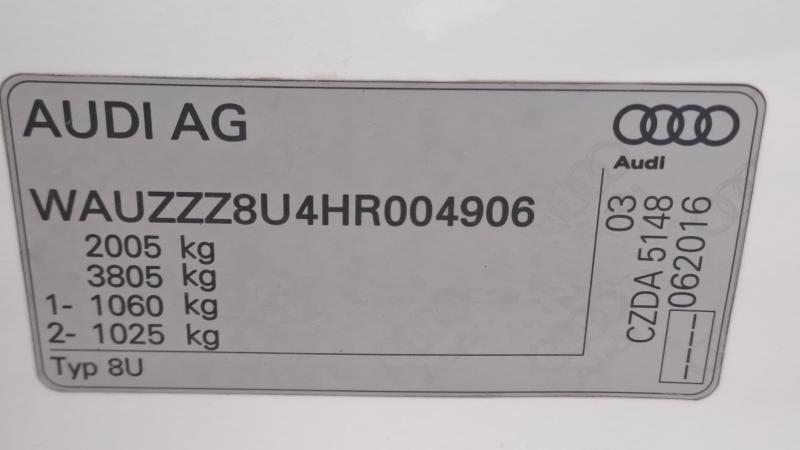 AUDI AG
Audi
WAUZZZ8U4HR004906
2005 kg
3805 kg
1- 1060 kg
2- 1025 kg
Typ 8U
03
CZDA 5148
----062016